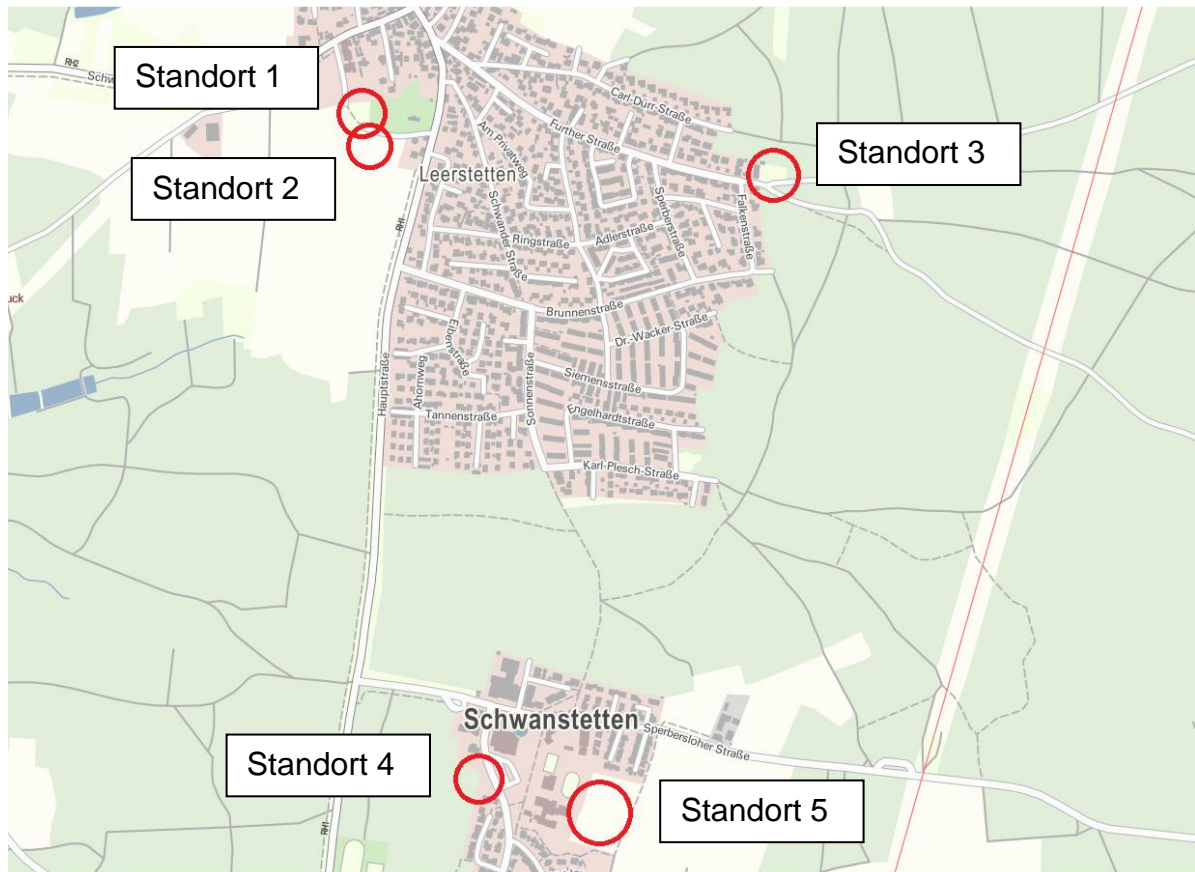 RH2
Schw
Standort 1
Standort 2
Carl-Dürr-Straße
Further Straße
Am Privatweg
Leerstetten
Standort 3
RH1
Schwander Straße
Ringstraße
Adlerstraße
Sperberstraße
Falkenstraße
uck
Brunnenstraße
Dr.-Wacker-Straße
Eibenstraße
Hauptstraße
Ahornweg
Sonnenstraße
Siemensstraße
Tannenstraße
Engelhardtstraße
Karl-Plesch-Straße
Schwanstetten
Sperbersloher Straße
Standort 4
Standort 5
RH1